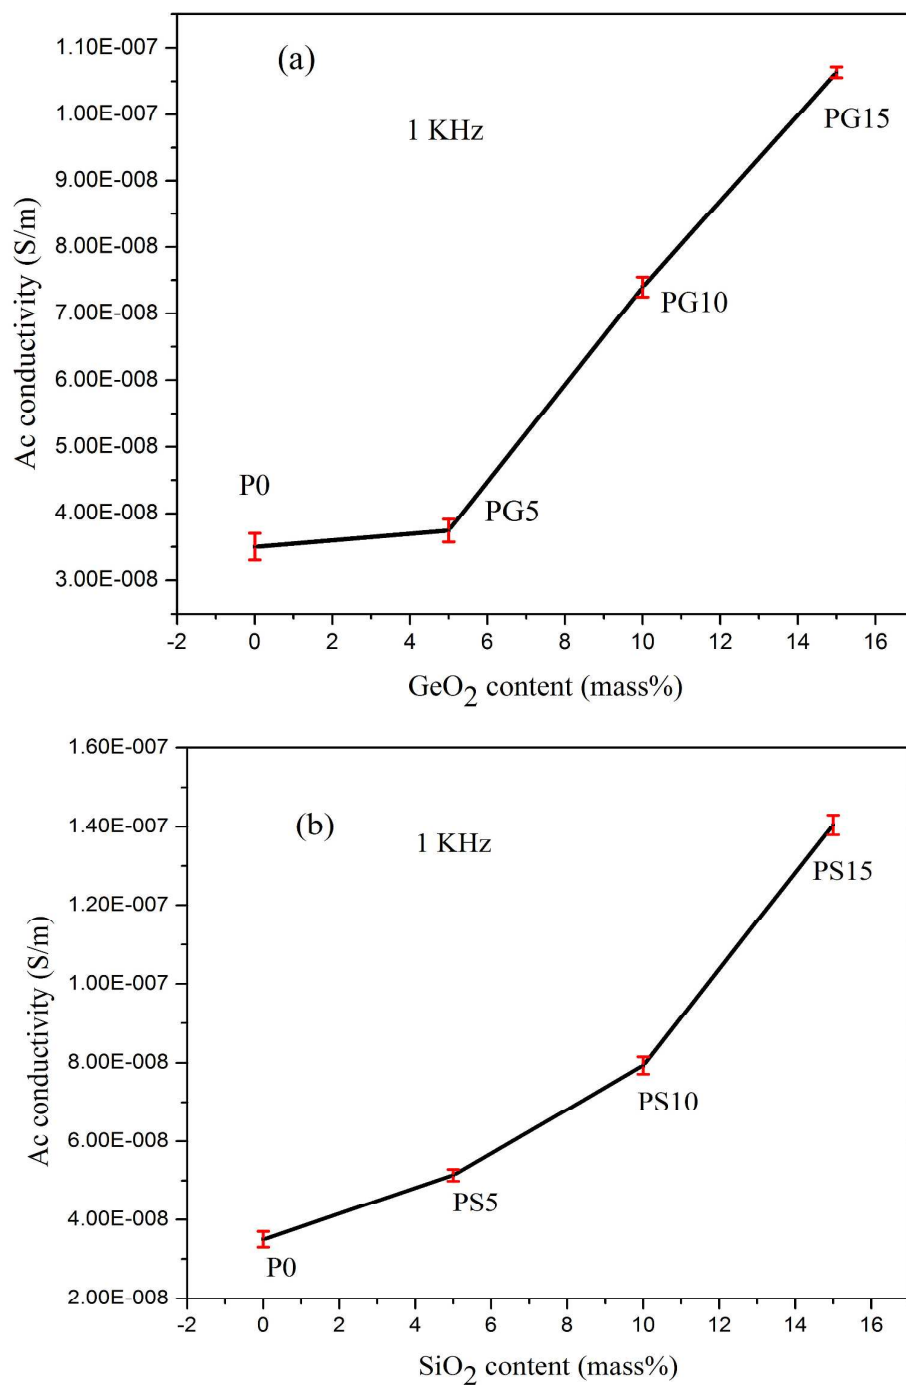 (a)
1 KHz
Ac conductivity (S/m)
1.10E-007
1.00E-007
9.00E-008
8.00E-008
7.00E-008
6.00E-008
5.00E-008
4.00E-008
3.00E-008
P0
PG5
PG10
PG15
-2 0 2 4 6 8 10 12 14 16
GeO2 content (mass%)
(b)
1 KHz
Ac conductivity (S/m)
1.60E-007
1.40E-007
1.20E-007
1.00E-007
8.00E-008
6.00E-008
4.00E-008
2.00E-008
P0
PS5
PS10
PS15
-2 0 2 4 6 8 10 12 14 16
SiO2 content (mass%)